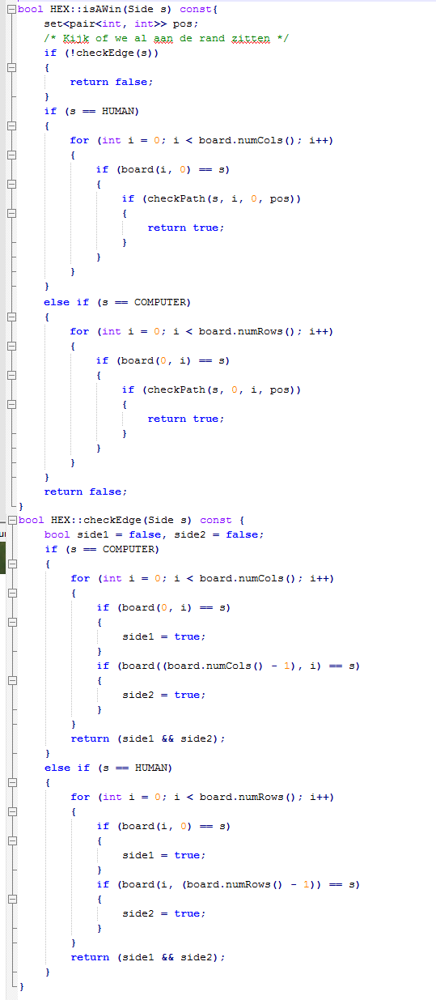 bool HEX::isAWin(Side s) const{
set<pair<int, int>> pos;
/* Kijk of we al aan de rand zitten */
if (!checkEdge(s))
{
return false;
}
if (s == HUMAN)
{
for (int i = 0; i < board.numCols(); i++)
{
if (board(i, 0) == s)
{
if (checkPath(s, i, 0, pos))
{
return true;
}
}
}
}
else if (s == COMPUTER)
{
for (int i = 0; i < board.numRows(); i++)
{
if (board(0, i) == s)
{
if (checkPath(s, 0, i, pos))
{
return true;
}
}
}
}
return false;
}
bool HEX::checkEdge(Side s) const {
bool side1 = false, side2 = false;
if (s == COMPUTER)
{
for (int i = 0; i < board.numCols(); i++)
{
if (board(0, i) == s)
{
side1 = true;
}
if (board((board.numCols() - 1), i) == s)
{
side2 = true;
}
}
return (side1 && side2);
}
else if (s == HUMAN)
{
for (int i = 0; i < board.numRows(); i++)
{
if (board(i, 0) == s)
{
side1 = true;
}
if (board(i, (board.numRows() - 1)) == s)
{
side2 = true;
}
}
return (side1 && side2);
}
}